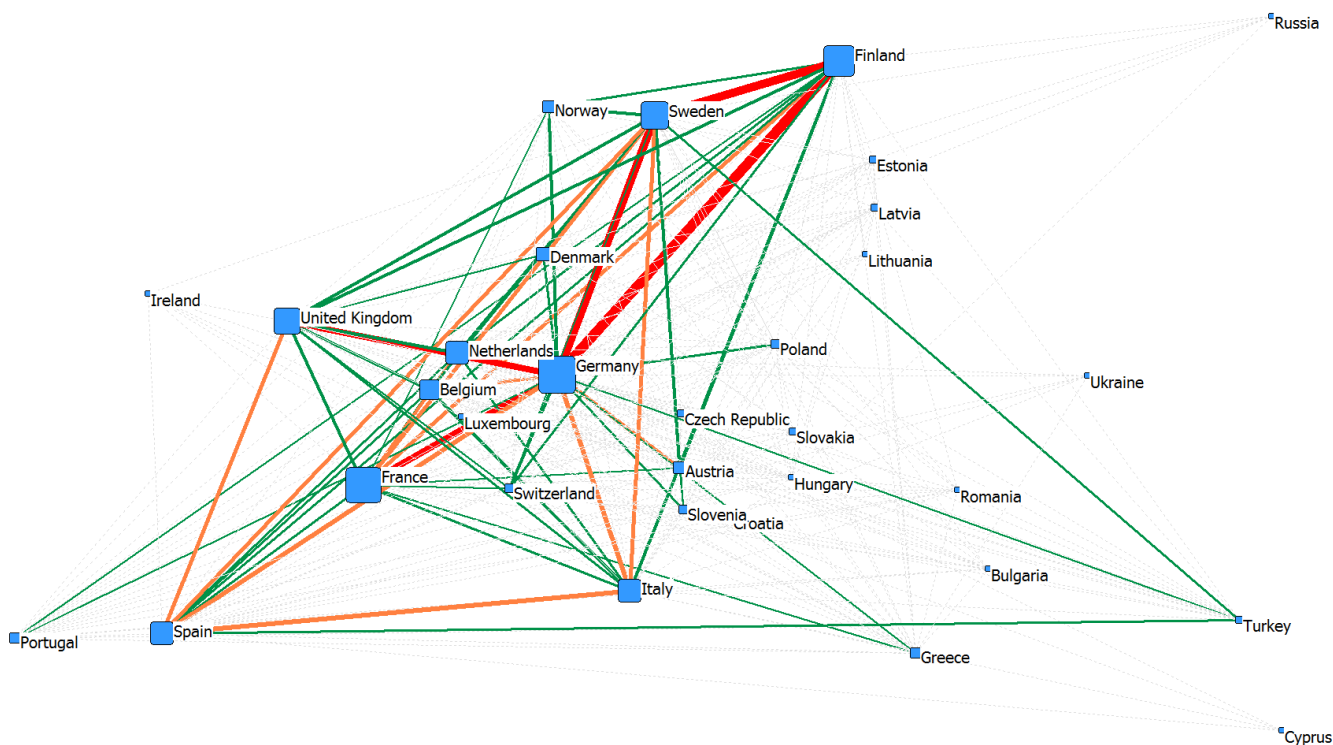 Russia
Finland
Norway
Sweden
Estonia
Latvia
Denmark
Lithuania
Ireland
United Kingdom
Netherlands
Poland
Germany
Ukraine
Belgium
Luxembourg
Czech Republic
Slovakia
Austria
France
Hungary
Switzerland
Romania
Slovenia
Croatia
Bulgaria
Italy
Turkey
Spain
Portugal
Greece
Cyprus